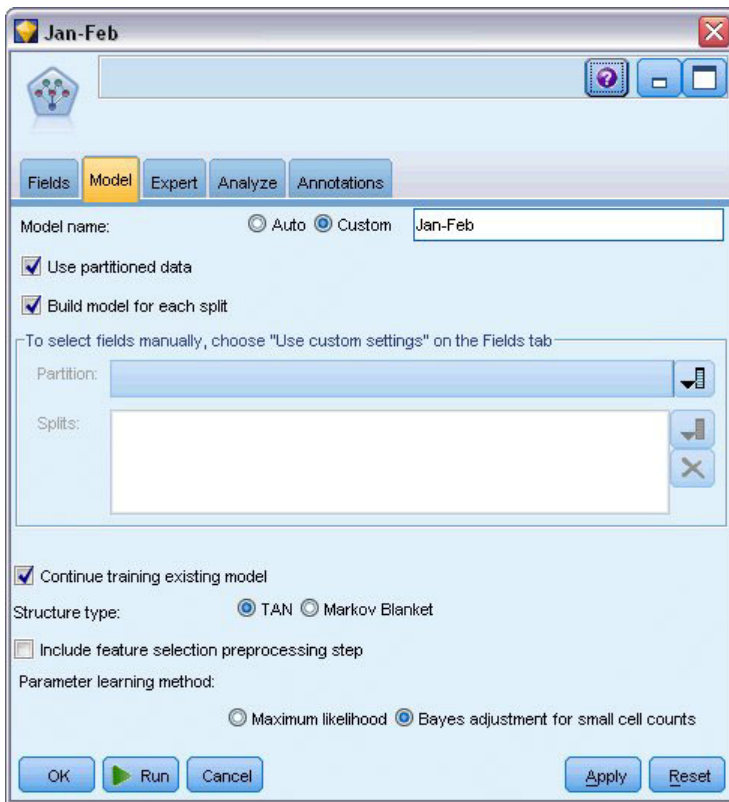 Jan-Feb
Fields Model Expert Analyze Annotations
Model name: Auto Custom Jan-Feb
Use partitioned data
Build model for each split
To select fields manually, choose "Use custom settings" on the Fields tab
Partition:
Splits:
Continue training existing model
Structure type: TAN Markov Blanket
Include feature selection preprocessing step
Parameter learning method:
Maximum likelihood Bayes adjustment for small cell counts
OK Run Cancel Apply Reset